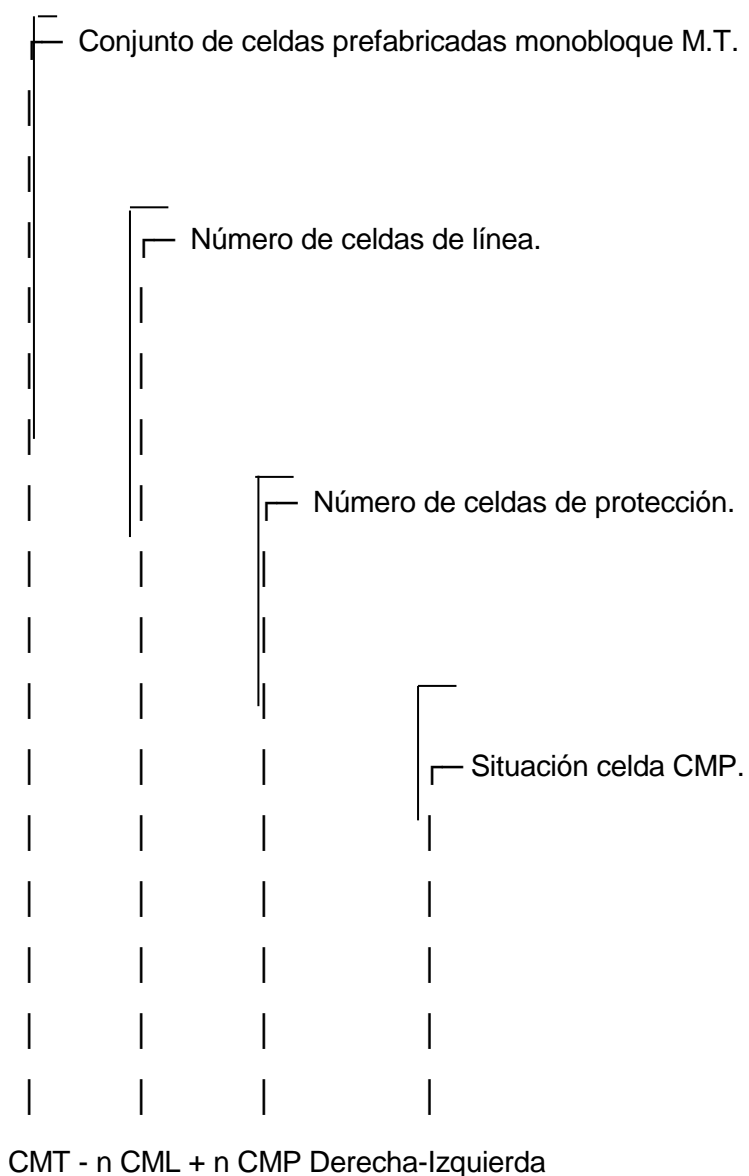 Conjunto de celdas prefabricadas monobloque M.T.
Número de celdas de línea.
Número de celdas de protección.
Situación celda CMP.
CMT - n CML + n CMP Derecha-Izquierda